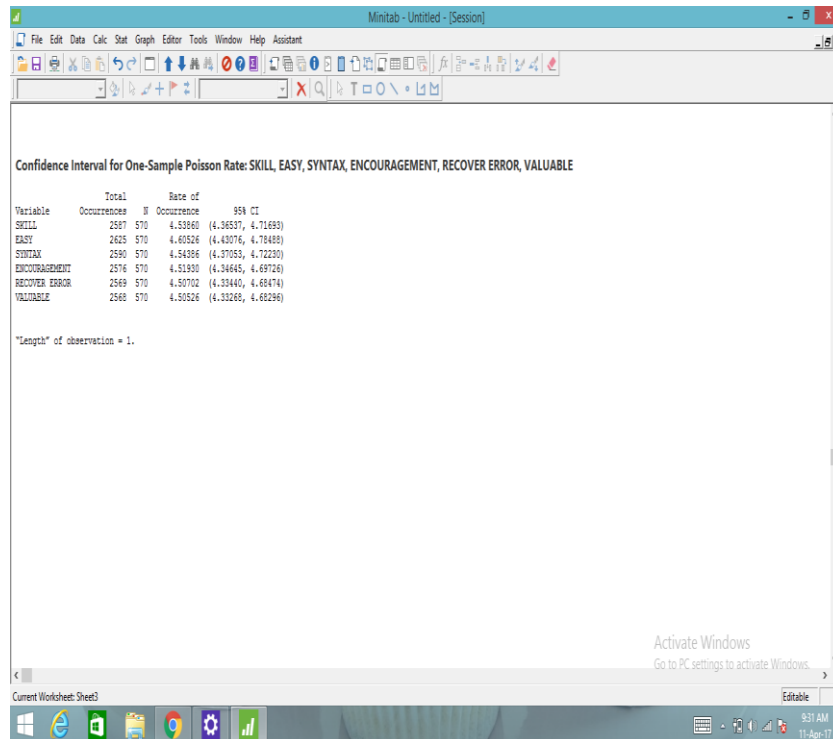 Minitab - Untitled - [Session]
File Edit Data Calc Stat Graph Editor Tools Window Help Assistant
Confidence Interval for One-Sample Poisson Rate: SKILL, EASY, SYNTAX, ENCOURAGEMENT, RECOVER ERROR, VALUABLE
Total Rate of
Variable Occurrences N Occurrence 95% CI
SKILL 2587 570 4.53860 (4.36537, 4.71693)
EASY 2625 570 4.60526 (4.43076, 4.78488)
SYNTAX 2590 570 4.54386 (4.37053, 4.72230)
ENCOURAGEMENT 2576 570 4.51930 (4.34645, 4.69726)
RECOVER ERROR 2569 570 4.50702 (4.33440, 4.68474)
VALUABLE 2568 570 4.50526 (4.33268, 4.68296)
"Length" of observation = 1.
Activate Windows
Go to PC settings to activate Windows.
Current Worksheet: Sheet3 Editable
9:31 AM
11-Apr-17